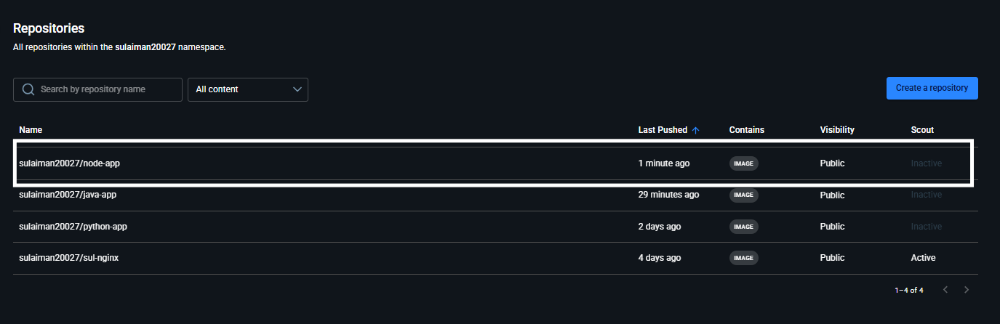 Repositories
All repositories within the sulaiman20027 namespace.
Search by repository name All content Create a repository
Name Last Pushed Contains Visibility Scout
sulaiman20027/node-app 1 minute ago IMAGE Public Inactive
sulaiman20027/java-app 29 minutes ago IMAGE Public Inactive
sulaiman20027/python-app 2 days ago IMAGE Public Inactive
sulaiman20027/sul-nginx 4 days ago IMAGE Public Active
1–4 of 4